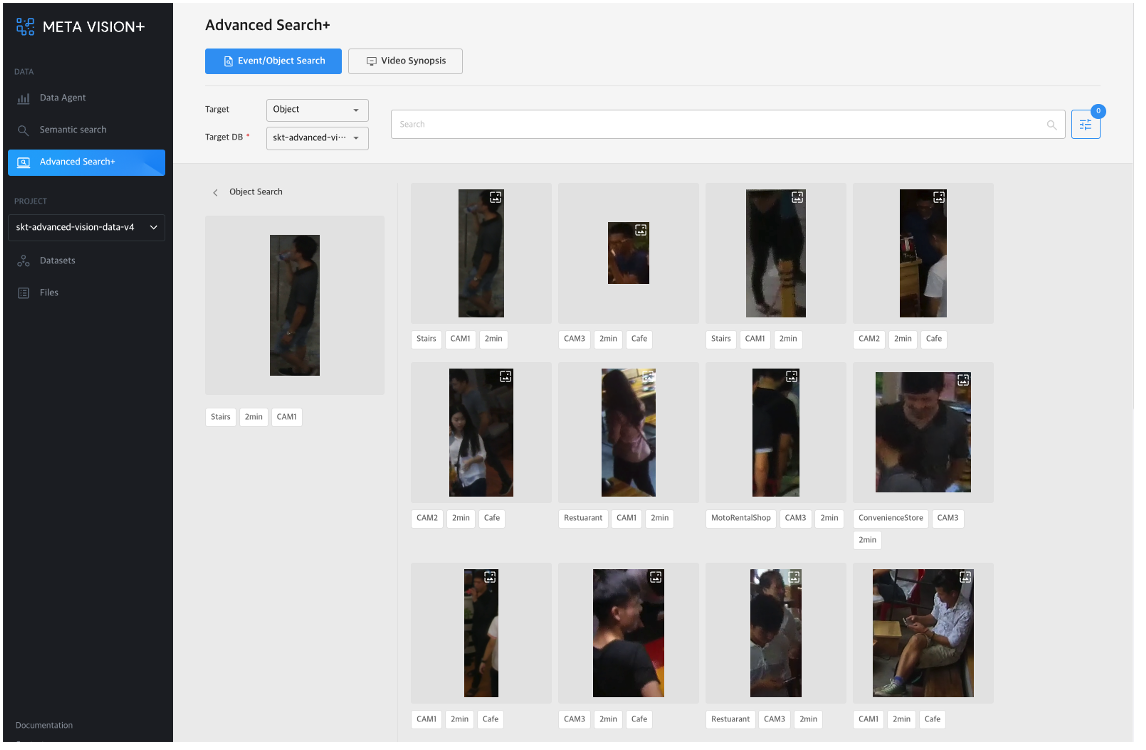 META VISION+
DATA
Data Agent
Semantic search
Advanced Search+
PROJECT
skt-advanced-vision-data-v4
Datasets
Files
Documentation
Advanced Search+
Event/Object Search
Video Synopsis
Target
Object
Target DB *
skt-advanced-vi···
Search
0
Object Search
Stairs 2min CAM1
Stairs CAM1 2min
CAM3 2min Cafe
Stairs CAM1 2min
CAM2 2min Cafe
CAM2 2min Cafe
Restuarant CAM1 2min
MotoRentalShop CAM3 2min
ConvenienceStore CAM3
2min
CAM1 2min Cafe
CAM3 2min Cafe
Restuarant CAM3 2min
CAM1 2min Cafe